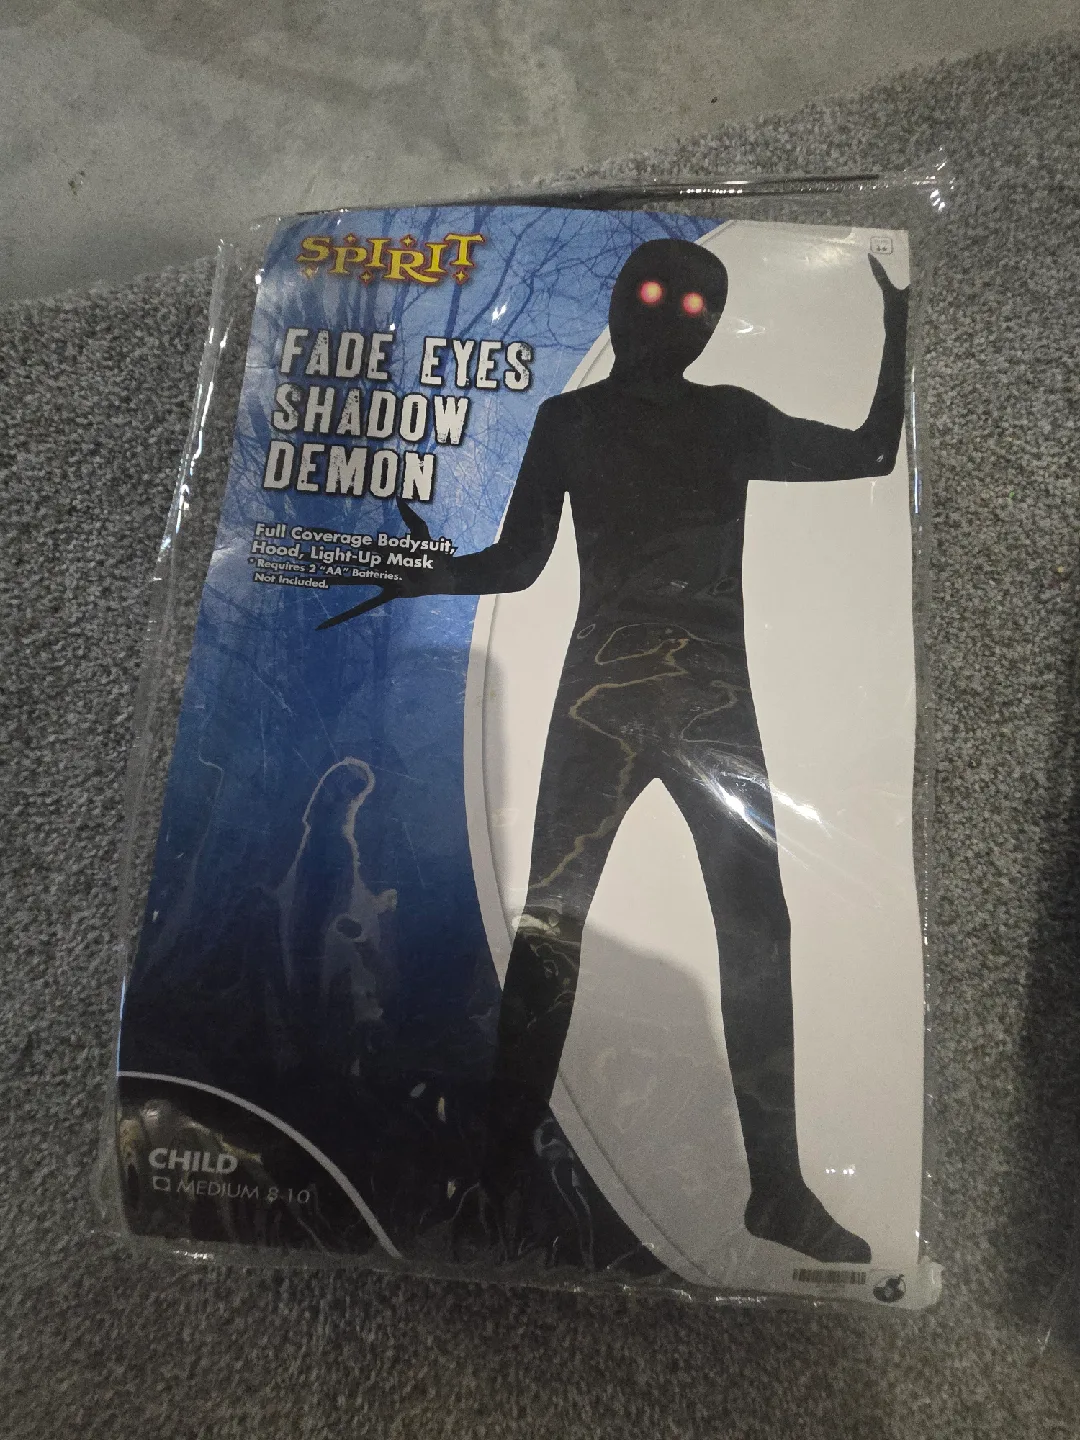 SPIRIT
FADE EYES
SHADOW
DEMON
Full Coverage Bodysuit,
Hood, Light-Up Mask
*Requires 2 "AA" Batteries.
Not Included.
CHILD
MEDIUM 8-10